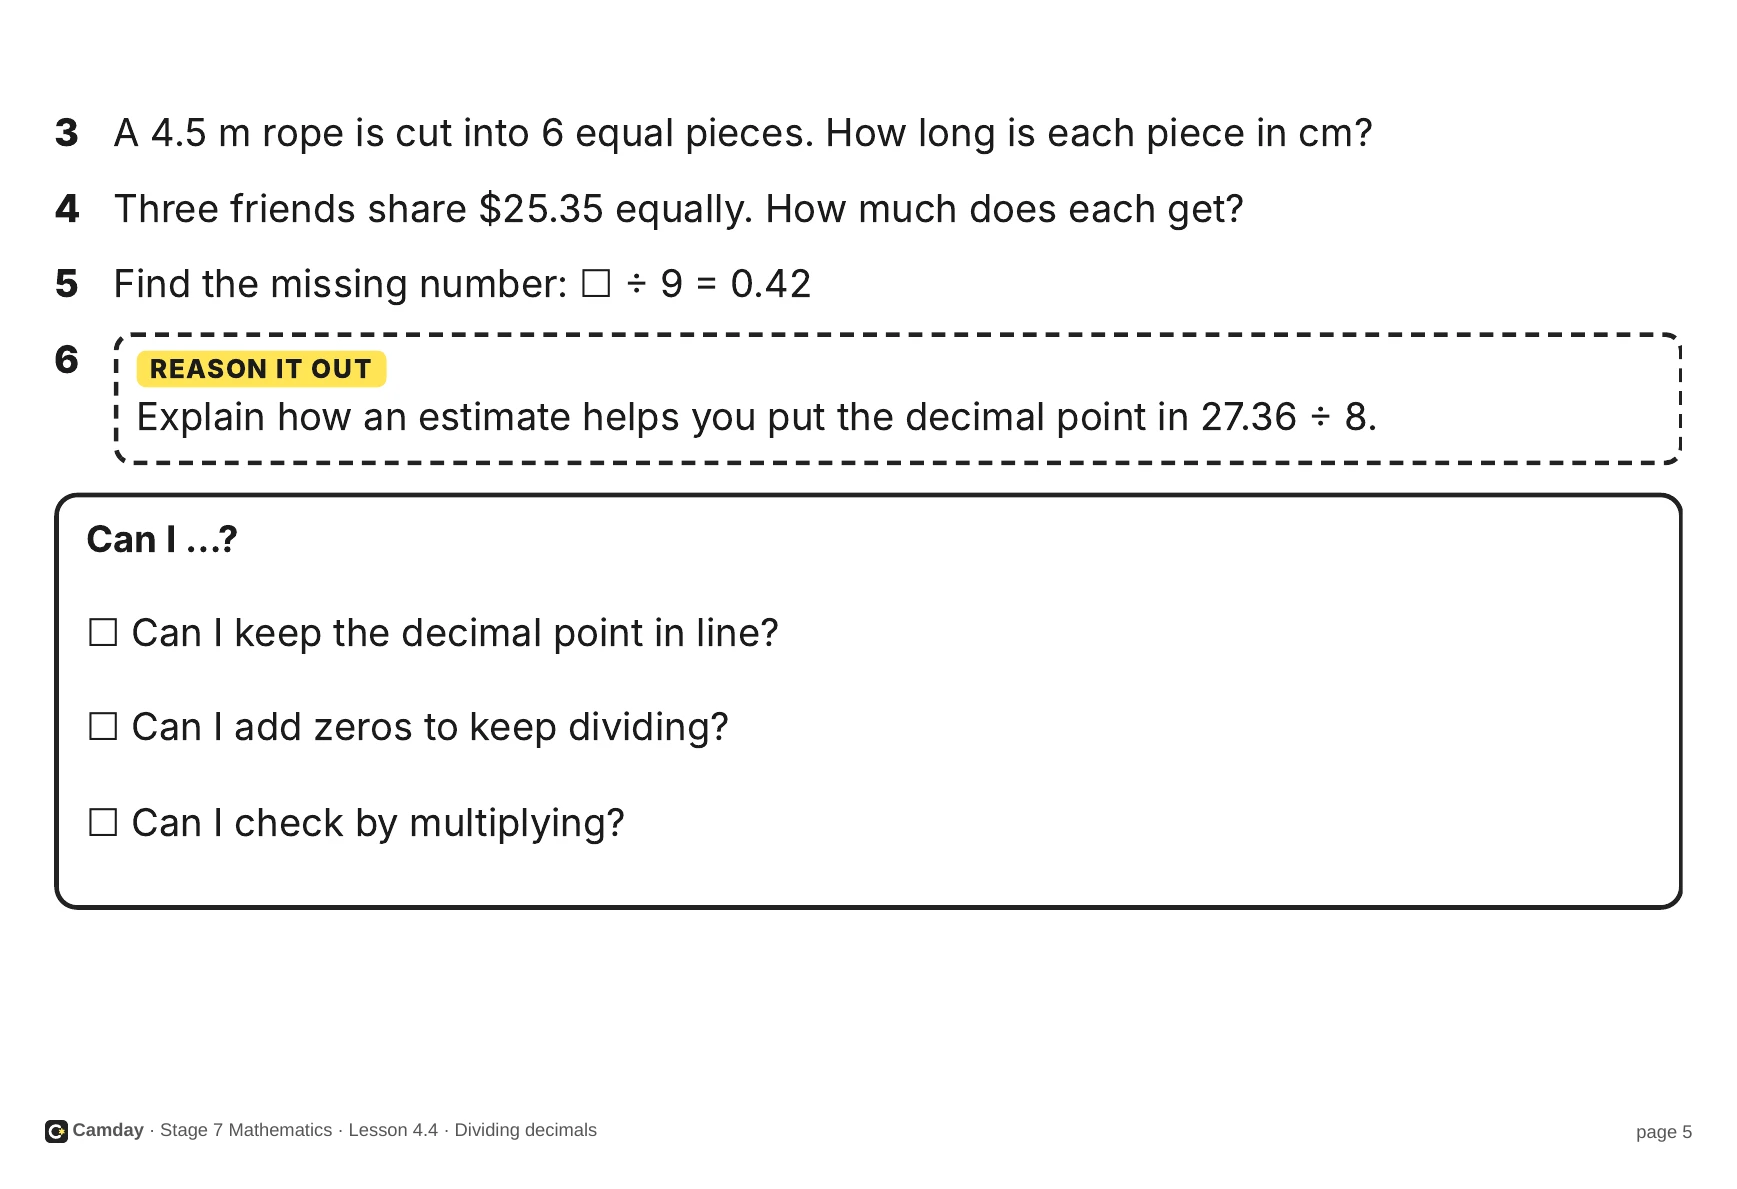 3 A 4.5 m rope is cut into 6 equal pieces. How long is each piece in cm?
4 Three friends share $25.35 equally. How much does each get?
5 Find the missing number: ☐ ÷ 9 = 0.42
6 REASON IT OUT
Explain how an estimate helps you put the decimal point in 27.36 ÷ 8.
Can I …?
☐ Can I keep the decimal point in line?
☐ Can I add zeros to keep dividing?
☐ Can I check by multiplying?
Camday · Stage 7 Mathematics · Lesson 4.4 · Dividing decimals
page 5